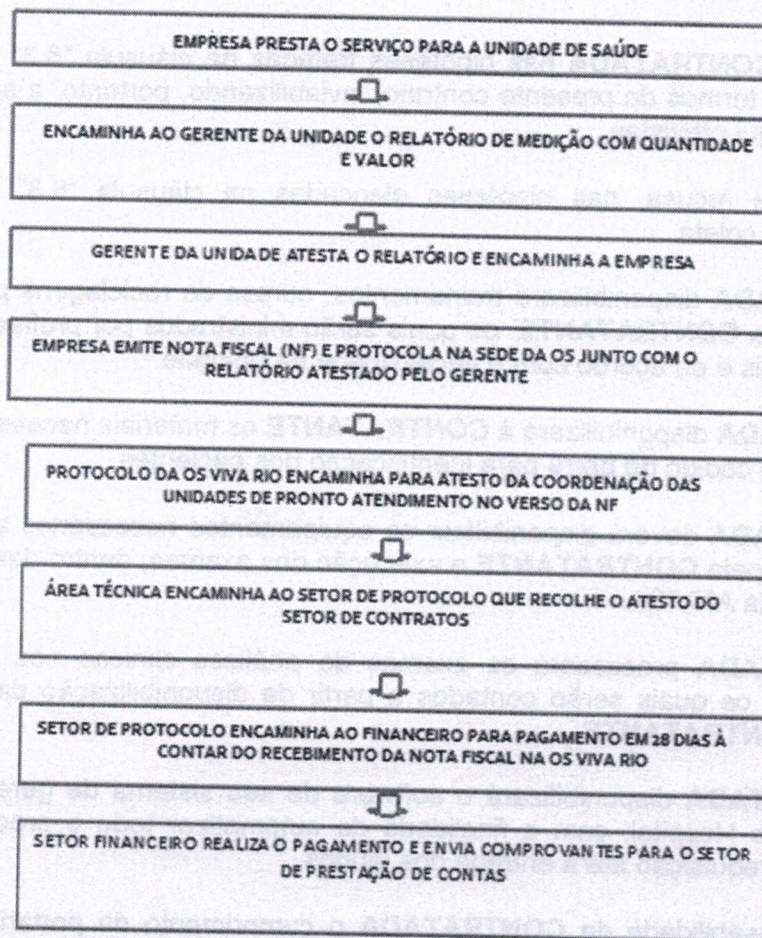 EMPRESA PRESTA O SERVIÇO PARA A UNIDADE DE SAÚDE
ENCAMINHA AO GERENTE DA UNIDADE O RELATÓRIO DE MEDIÇÃO COM QUANTIDADE
E VALOR
GERENTE DA UNIDADE ATESTA O RELATÓRIO E ENCAMINHA A EMPRESA
EMPRESA EMITE NOTA FISCAL (NF) E PROTOCOLA NA SEDE DA OS JUNTO COM O
RELATÓRIO ATESTADO PELO GERENTE
PROTOCOLO DA OS VIVA RIO ENCAMINHA PARA ATESTO DA COORDENAÇÃO DAS
UNIDADES DE PRONTO ATENDIMENTO NO VERSO DA NF
ÁREA TÉCNICA ENCAMINHA AO SETOR DE PROTOCOLO QUE RECOLHE O ATESTO DO
SETOR DE CONTRATOS
SETOR DE PROTOCOLO ENCAMINHA AO FINANCEIRO PARA PAGAMENTO EM 28 DIAS À
CONTAR DO RECEBIMENTO DA NOTA FISCAL NA OS VIVA RIO
SETOR FINANCEIRO REALIZA O PAGAMENTO E ENVIA COMPROVANTES PARA O SETOR
DE PRESTAÇÃO DE CONTAS